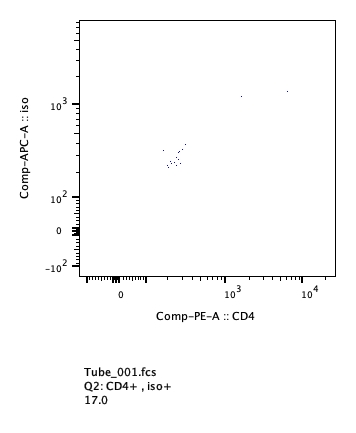 10³
10²
0
-10²
Comp-APC-A :: iso
0
10³
10⁴
Comp-PE-A :: CD4
Tube_001.fcs
Q2: CD4+ , iso+
17.0